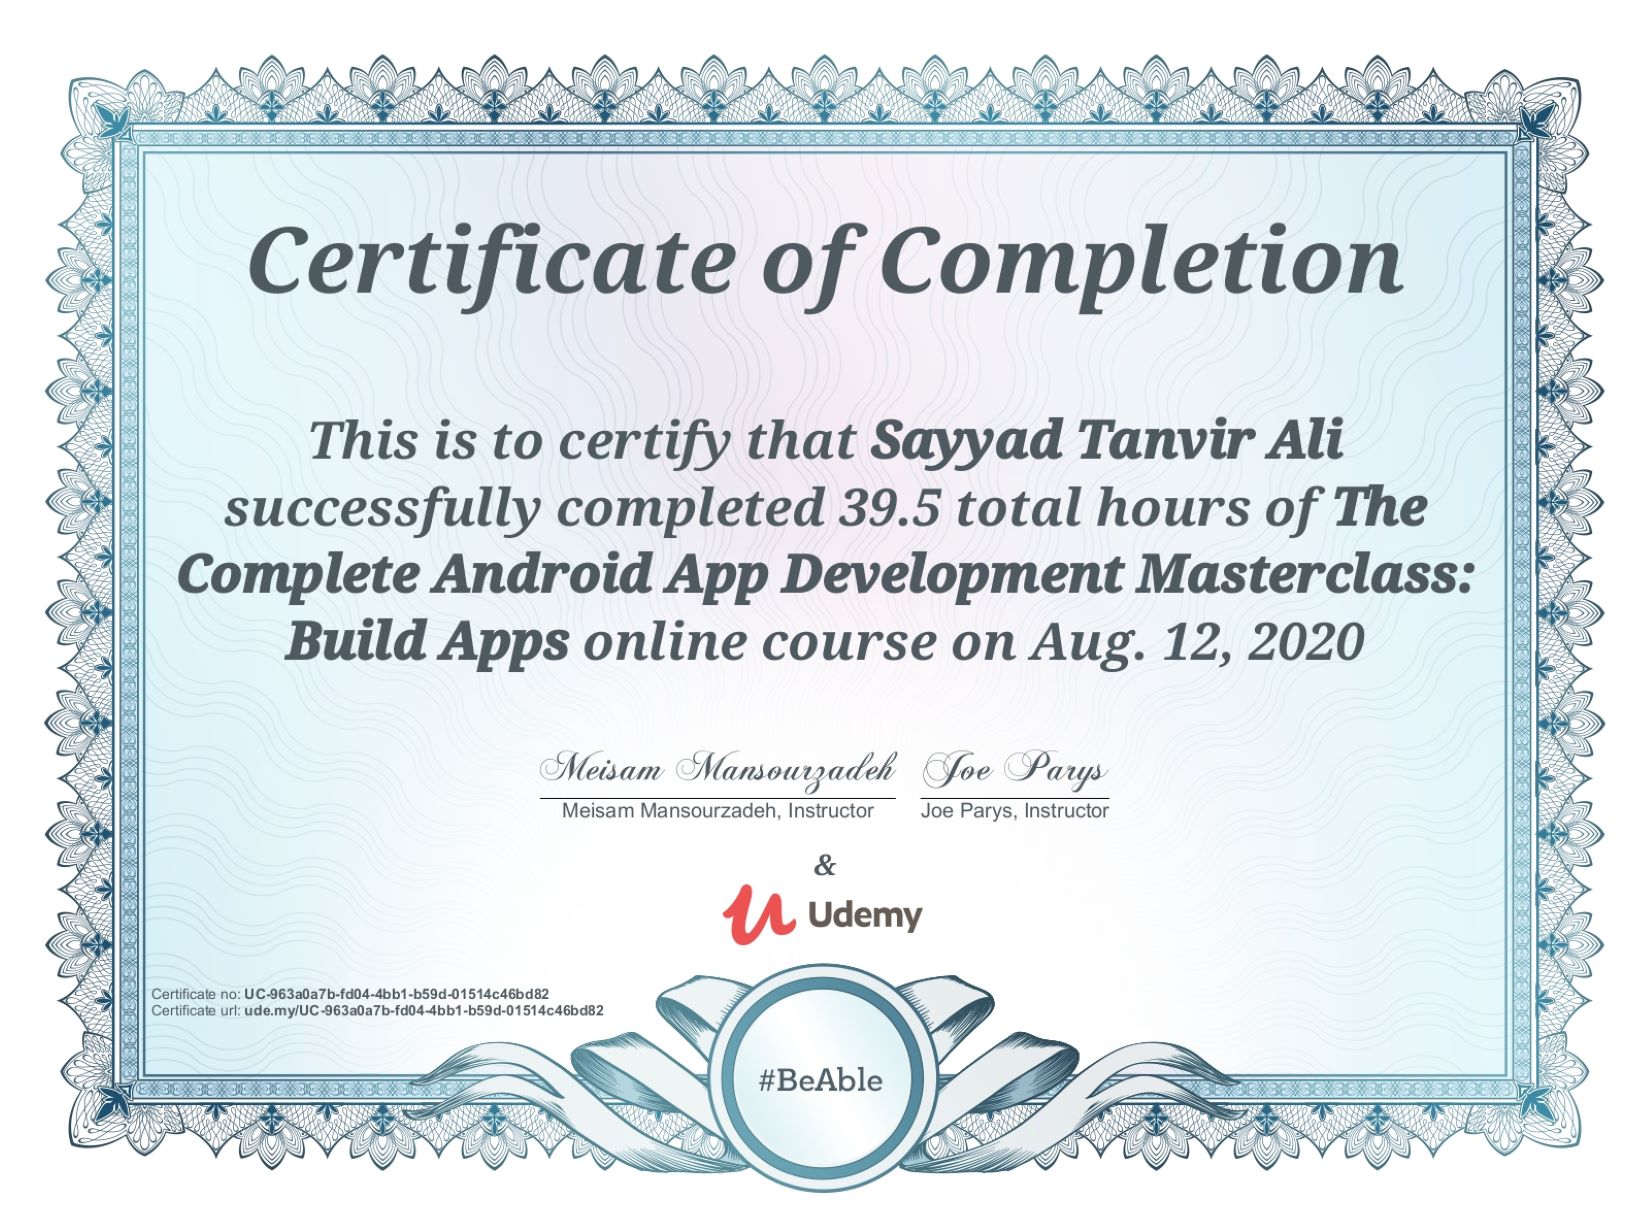 Certificate of Completion
This is to certify that Sayyad Tanvir Ali
successfully completed 39.5 total hours of The
Complete Android App Development Masterclass:
Build Apps online course on Aug. 12, 2020
Meisam Mansourzadeh Joe Parys
Meisam Mansourzadeh, Instructor Joe Parys, Instructor
&
Udemy
Certificate no: UC-963a0a7b-fd04-4bb1-b59d-01514c46bd82
Certificate url: ude.my/UC-963a0a7b-fd04-4bb1-b59d-01514c46bd82
#BeAble